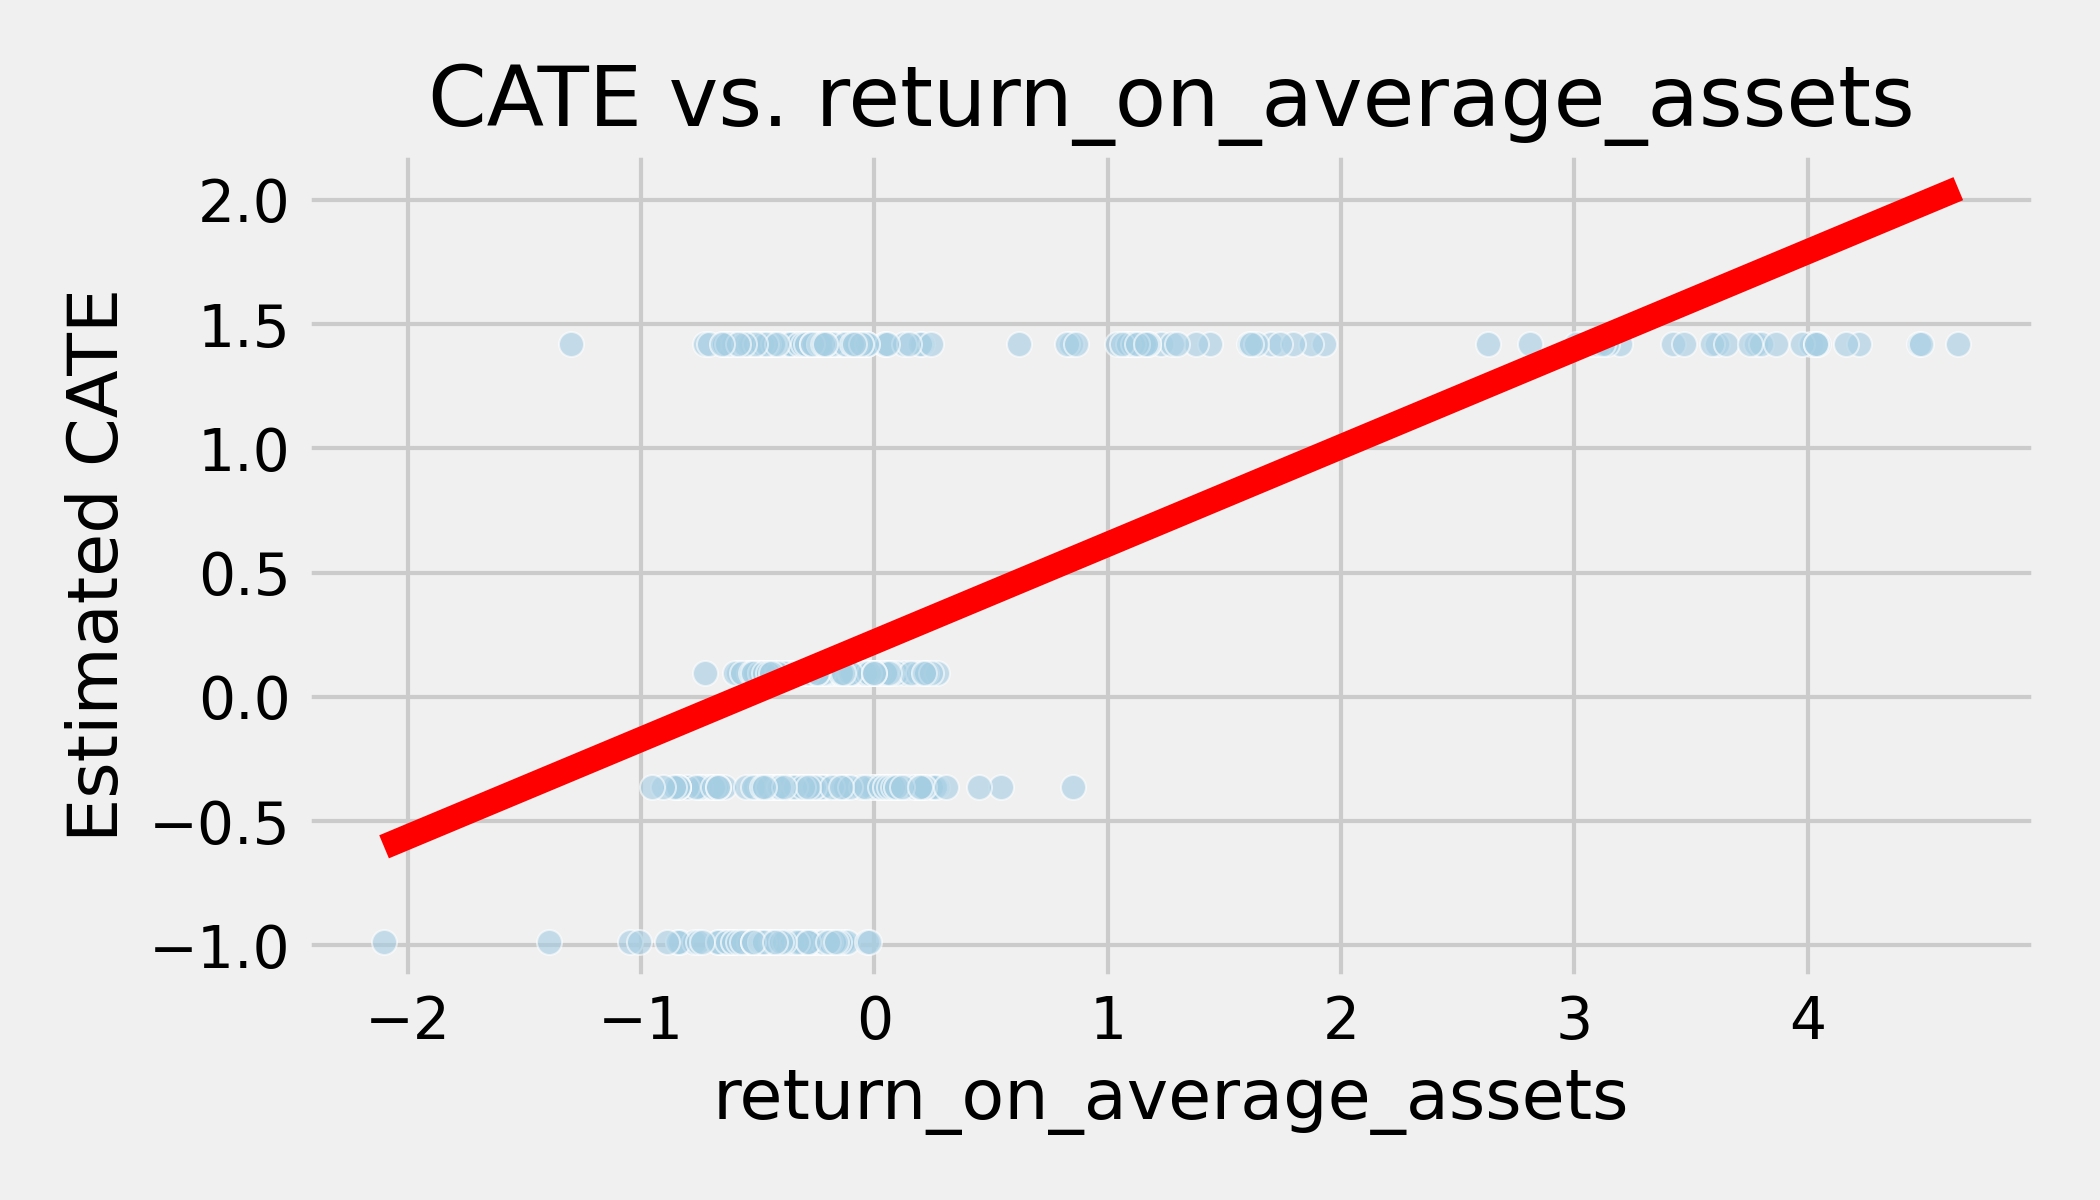 CATE vs. return_on_average_assets
Estimated CATE
2.0
1.5
1.0
0.5
0.0
−0.5
−1.0
−2 −1 0 1 2 3 4
return_on_average_assets